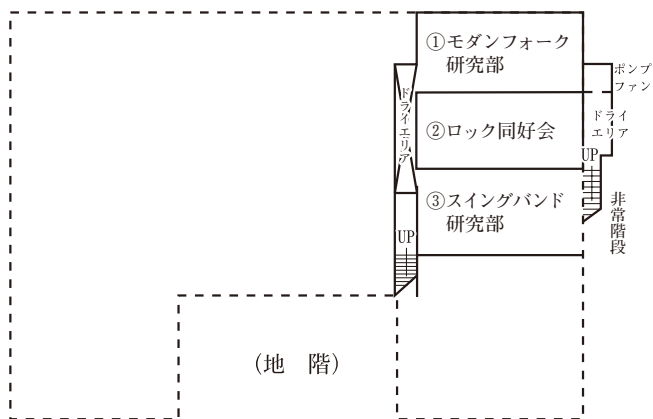 ①モダンフォーク
研究部
ポンプ
ファン
ドライエリア
②ロック同好会
ドライ
エリア
UP
③スイングバンド
研究部
非常階段
UP
(地 階)